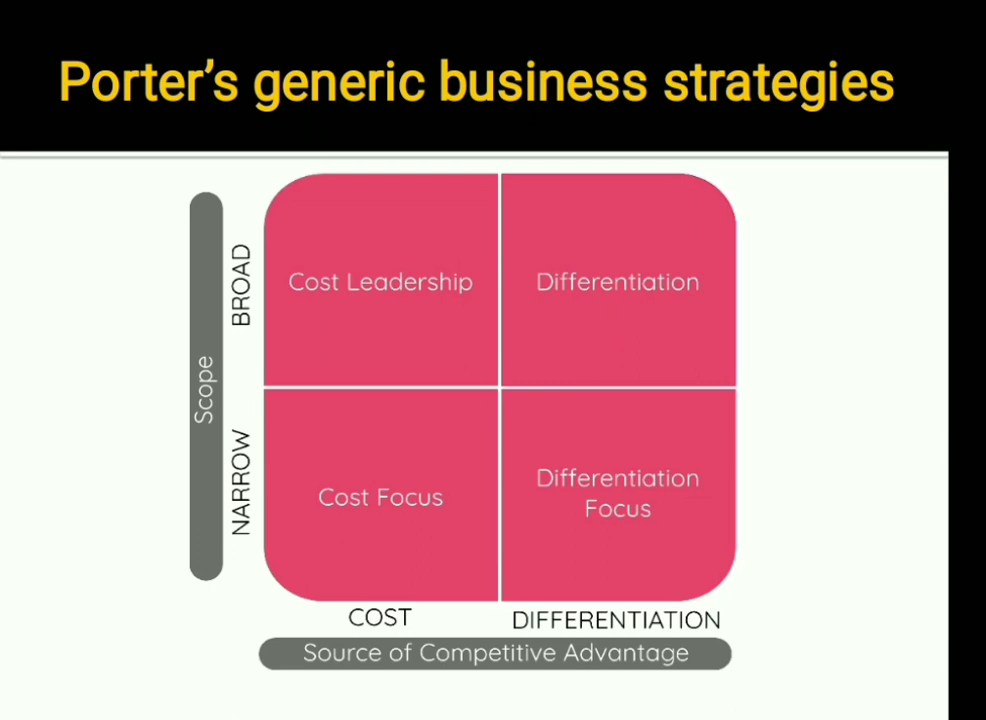 Porter’s generic business strategies
Scope
BROAD
Cost Leadership
Differentiation
NARROW
Cost Focus
Differentiation
Focus
COST
DIFFERENTIATION
Source of Competitive Advantage